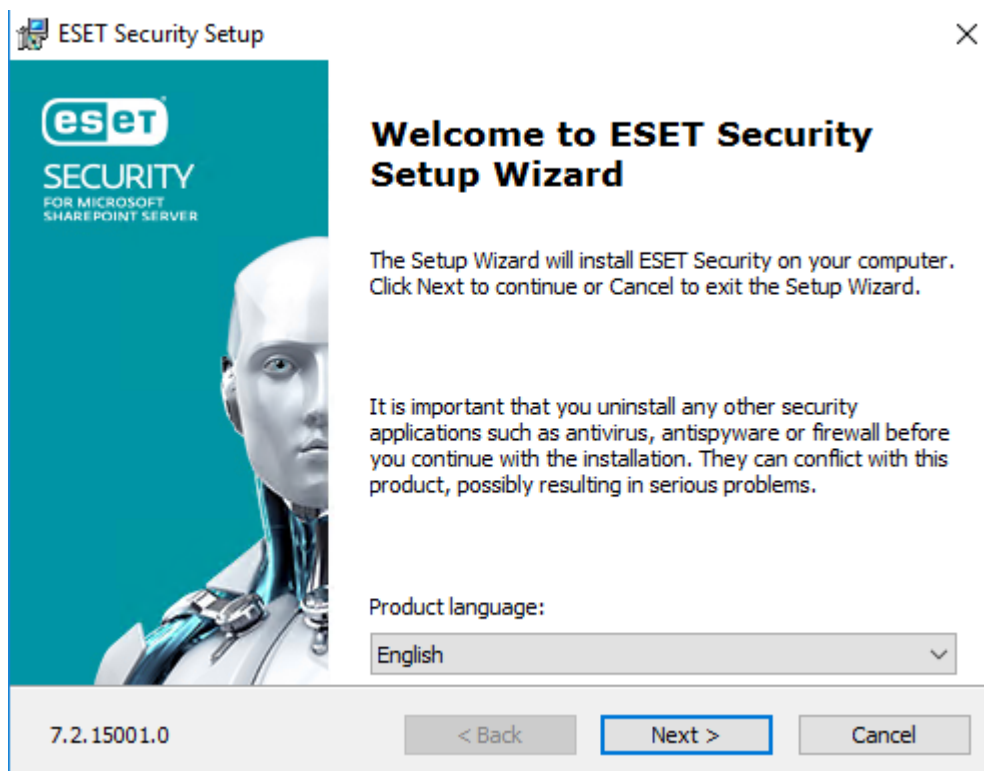 ESET Security Setup
eset
SECURITY
FOR MICROSOFT
SHAREPOINT SERVER
Welcome to ESET Security
Setup Wizard
The Setup Wizard will install ESET Security on your computer.
Click Next to continue or Cancel to exit the Setup Wizard.
It is important that you uninstall any other security
applications such as antivirus, antispyware or firewall before
you continue with the installation. They can conflict with this
product, possibly resulting in serious problems.
Product language:
English
7.2.15001.0
< Back
Next >
Cancel